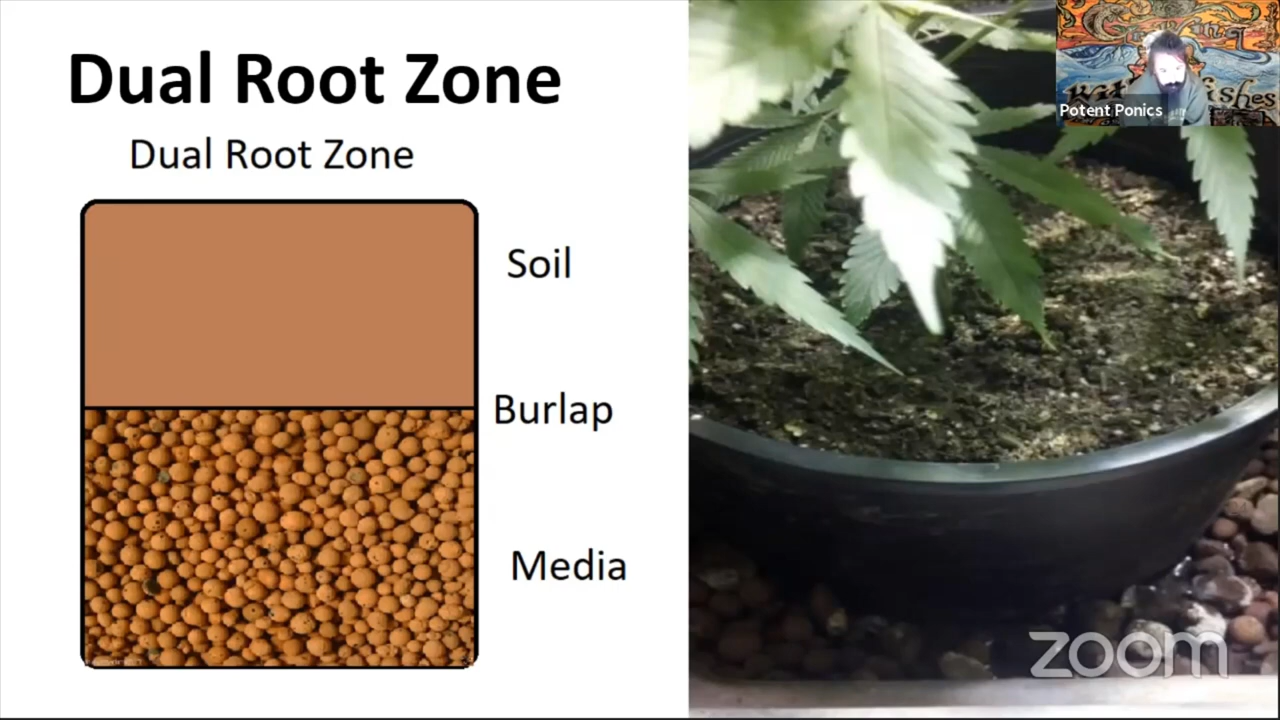 Dual Root Zone
Dual Root Zone
Soil
Burlap
Media
Potent Ponics
zoom